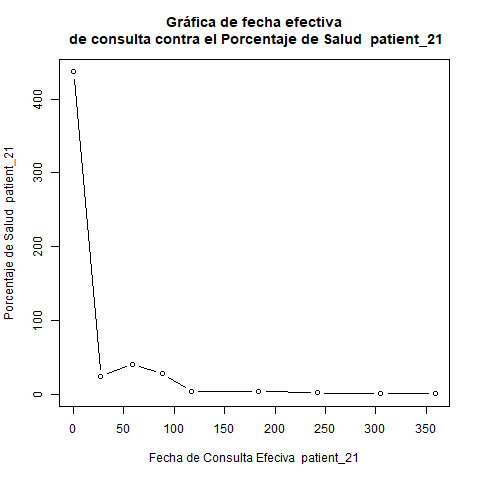 Gráfica de fecha efectiva
de consulta contra el Porcentaje de Salud patient_21
Porcentaje de Salud patient_21
400
300
200
100
0
0 50 100 150 200 250 300 350
Fecha de Consulta Efeciva patient_21